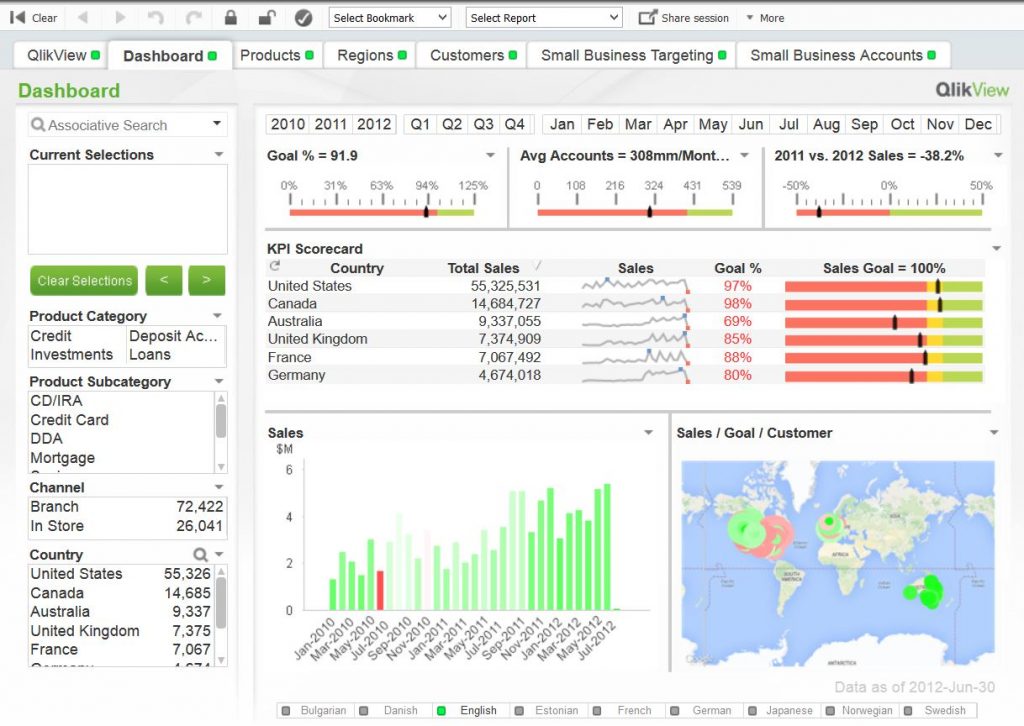 Clear Select Bookmark Select Report Share session More
QlikView Dashboard Products Regions Customers Small Business Targeting Small Business Accounts
Dashboard
QlikView
Associative Search
Current Selections
Clear Selections < >
Product Category
Credit Deposit Ac...
Investments Loans
Product Subcategory
CD/IRA
Credit Card
DDA
Mortgage
Channel
Branch 72,422
In Store 26,041
Country
United States 55,326
Canada 14,685
Australia 9,337
United Kingdom 7,375
France 7,067
Germany 4,674
2010 2011 2012 Q1 Q2 Q3 Q4 Jan Feb Mar Apr May Jun Jul Aug Sep Oct Nov Dec
Goal % = 91.9
0% 31% 63% 94% 125%
Avg Accounts = 308mm/Mont...
0 108 216 324 431 539
2011 vs. 2012 Sales = -38.2%
-50% 0% 50%
KPI Scorecard
Country Total Sales Sales Goal % Sales Goal = 100%
United States 55,325,531 97%
Canada 14,684,727 98%
Australia 9,337,055 69%
United Kingdom 7,374,909 85%
France 7,067,492 88%
Germany 4,674,018 80%
Sales
$M
6
4
2
0
Jan-2010 Mar-2010 May-2010 Jul-2010 Sep-2010 Nov-2010 Jan-2011 Mar-2011 May-2011 Jul-2011 Sep-2011 Nov-2011 Jan-2012 Mar-2012 May-2012 Jul-2012
Sales / Goal / Customer
ASIA
AFRICA
SOUTH
AMERICA
ANTARCTICA
Data as of 2012-Jun-30
Bulgarian Danish English Estonian French German Japanese Norwegian Swedish